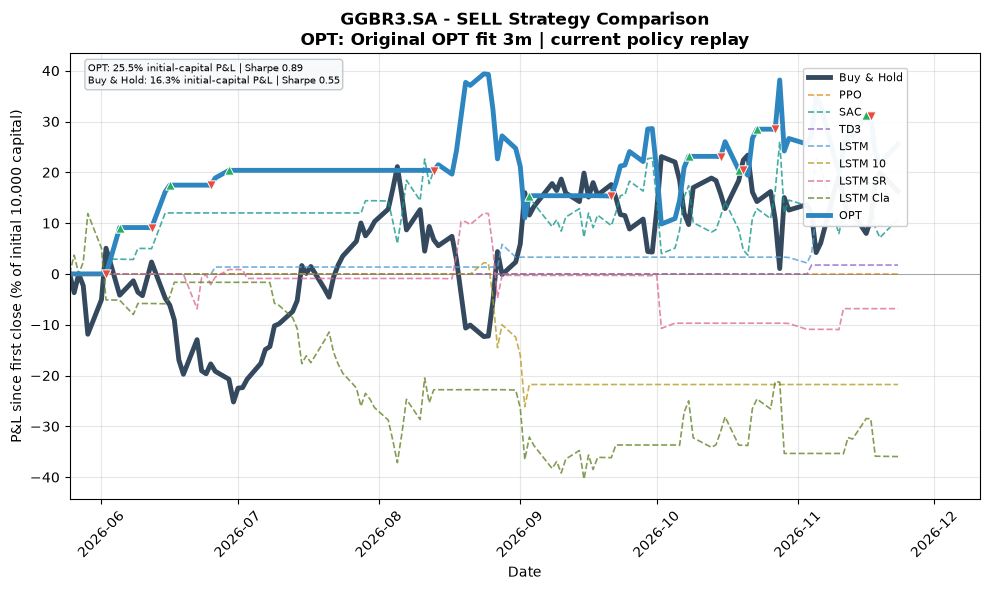 GGBR3.SA - SELL Strategy Comparison
OPT: Original OPT fit 3m | current policy replay
OPT: 25.5% initial-capital P&L | Sharpe 0.89
Buy & Hold: 16.3% initial-capital P&L | Sharpe 0.55
Buy & Hold
PPO
SAC
TD3
LSTM
LSTM 10
LSTM SR
LSTM Cla
OPT
P&L since first close (% of initial 10,000 capital)
40
30
20
10
0
−10
−20
−30
−40
2026-06
2026-07
2026-08
2026-09
2026-10
2026-11
2026-12
Date